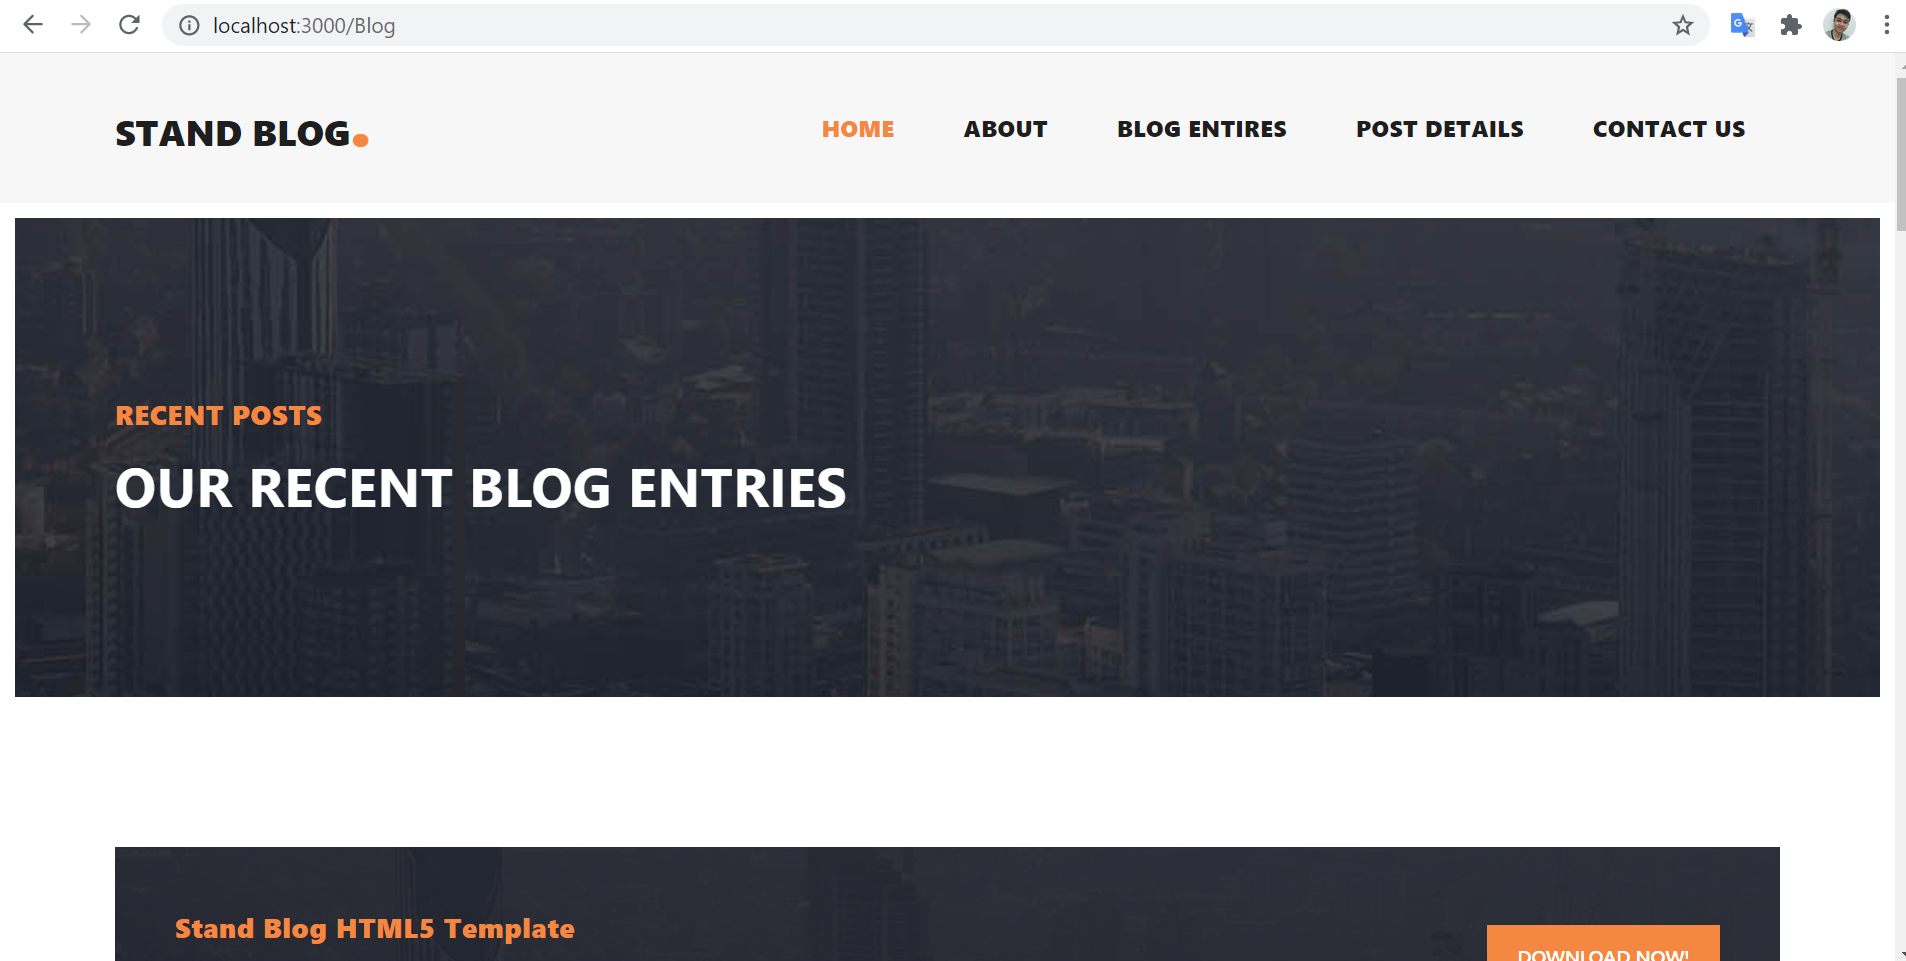 localhost:3000/Blog
STAND BLOG.
HOME ABOUT BLOG ENTIRES POST DETAILS CONTACT US
RECENT POSTS
OUR RECENT BLOG ENTRIES
Stand Blog HTML5 Template
DOWNLOAD NOW!